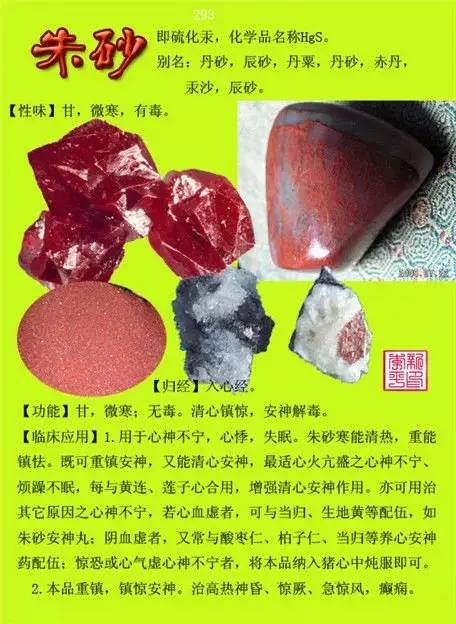 293
朱砂
即硫化汞，化学品名称HgS。
别名：丹砂，辰砂，丹粟，丹砂，赤丹，
汞沙，辰砂。
【性味】甘，微寒，有毒。
【归经】入心经。
【功能】甘，微寒；无毒。清心镇惊，安神解毒。
【临床应用】1.用于心神不宁，心悸，失眠。朱砂寒能清热，重能
镇怯。既可重镇安神，又能清心安神，最适心火亢盛之心神不宁、
烦躁不眠，每与黄连、莲子心合用，增强清心安神作用。亦可用治
其它原因之心神不宁，若心血虚者，可与当归、生地黄等配伍，如
朱砂安神丸；阴血虚者，又常与酸枣仁、柏子仁、当归等养心安神
药配伍；惊恐或心气虚心神不宁者，将本品纳入猪心中炖服即可。
2.本品重镇，镇惊安神。治高热神昏、惊厥、急惊风，癫痫。